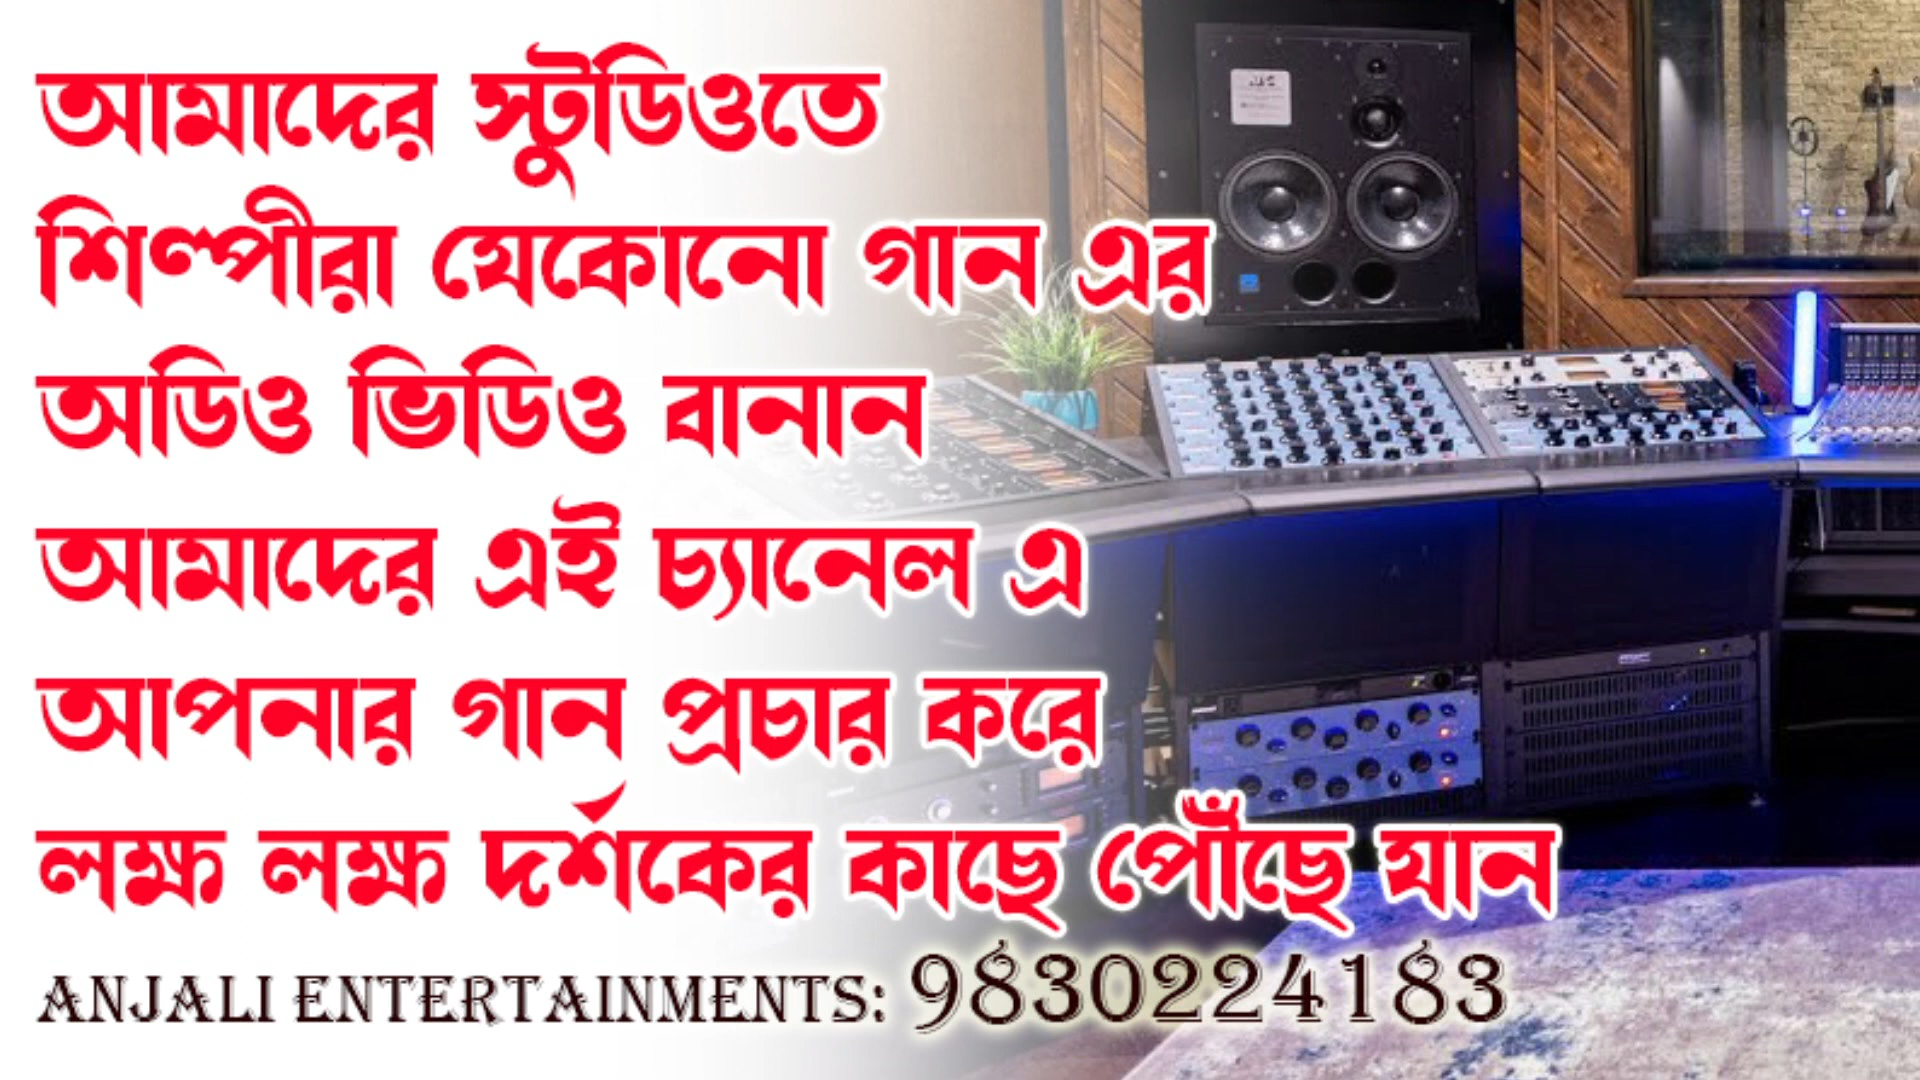 আমাদের স্টুডিওতে
শিল্পীরা যেকোনো গান এর
অডিও ভিডিও বানান
আমাদের এই চ্যানেল এ
আপনার গান প্রচার করে
লক্ষ লক্ষ দর্শকের কাছে পৌঁছে যান
ANJALI ENTERTAINMENTS: 9830224183